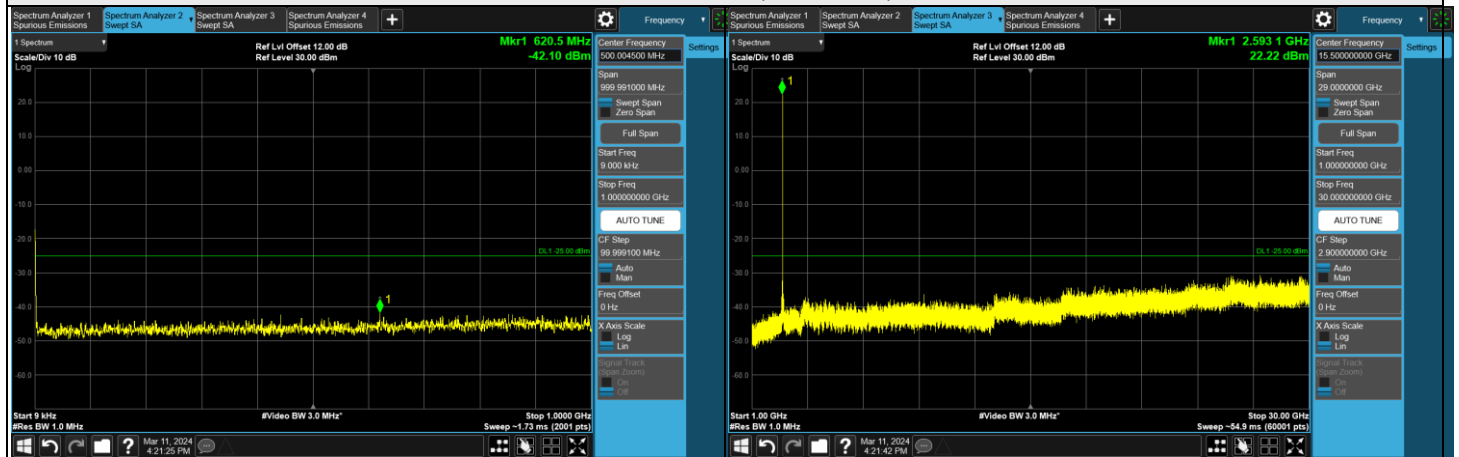 Spectrum Analyzer 1
Spurious Emissions
Spectrum Analyzer 2
Swept SA
Spectrum Analyzer 3
Swept SA
Spectrum Analyzer 4
Spurious Emissions
+
Frequency
1 Spectrum
Scale/Div 10 dB
Log
Ref Lvl Offset 12.00 dB
Ref Level 30.00 dBm
Mkr1 620.5 MHz
-42.10 dBm
20.0
10.0
0.00
-10.0
-20.0
-30.0
-40.0
-50.0
-60.0
DL1 -25.00 dBm
1
Start 9 kHz
#Res BW 1.0 MHz
#Video BW 3.0 MHz*
Stop 1.0000 GHz
Sweep ~1.73 ms (2001 pts)
Center Frequency
500.004500 MHz
Settings
Span
999.991000 MHz
Swept Span
Zero Span
Full Span
Start Freq
9.000 kHz
Stop Freq
1.000000000 GHz
AUTO TUNE
CF Step
99.999100 MHz
Auto
Man
Freq Offset
0 Hz
X Axis Scale
Log
Lin
Signal Track
(Span Zoom)
On
Off
?
Mar 11, 2024
4:21:25 PM
Spectrum Analyzer 1
Spurious Emissions
Spectrum Analyzer 2
Swept SA
Spectrum Analyzer 3
Swept SA
Spectrum Analyzer 4
Spurious Emissions
+
Frequency
1 Spectrum
Scale/Div 10 dB
Log
Ref Lvl Offset 12.00 dB
Ref Level 30.00 dBm
Mkr1 2.593 1 GHz
22.22 dBm
20.0
10.0
0.00
-10.0
-20.0
-30.0
-40.0
-50.0
-60.0
DL1 -25.00 dBm
1
Start 1.00 GHz
#Res BW 1.0 MHz
#Video BW 3.0 MHz*
Stop 30.00 GHz
Sweep ~54.9 ms (60001 pts)
Center Frequency
15.500000000 GHz
Settings
Span
29.0000000 GHz
Swept Span
Zero Span
Full Span
Start Freq
1.000000000 GHz
Stop Freq
30.000000000 GHz
AUTO TUNE
CF Step
2.900000000 GHz
Auto
Man
Freq Offset
0 Hz
X Axis Scale
Log
Lin
Signal Track
(Span Zoom)
On
Off
?
Mar 11, 2024
4:21:42 PM